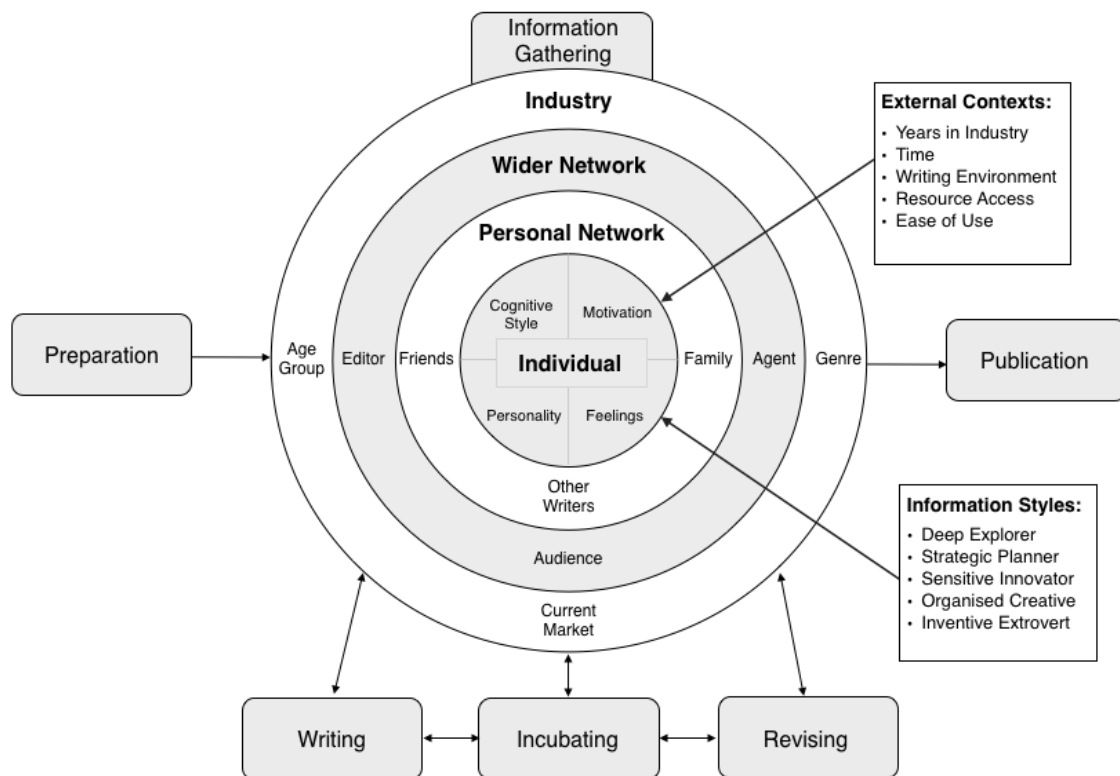 Information
Gathering
Industry
Wider Network
Personal Network
Cognitive
Style
Motivation
Individual
Personality
Feelings
Friends
Family
Other
Writers
Editor
Agent
Audience
Age
Group
Genre
Current
Market
External Contexts:
• Years in Industry
• Time
• Writing Environment
• Resource Access
• Ease of Use
Preparation
Publication
Information Styles:
• Deep Explorer
• Strategic Planner
• Sensitive Innovator
• Organised Creative
• Inventive Extrovert
Writing
Incubating
Revising